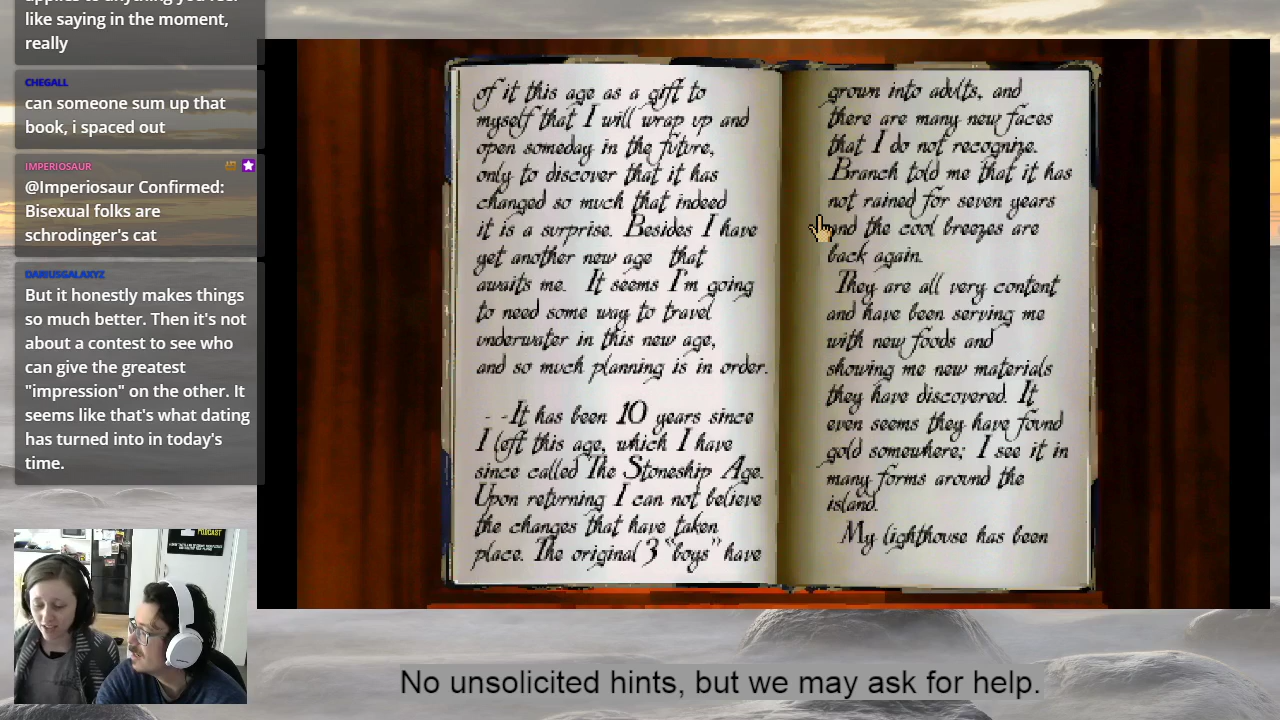 applies to anything you feel
like saying in the moment,
really
CHEGALL
can someone sum up that
book, i spaced out
IMPERIOSAUR
@Imperiosaur Confirmed:
Bisexual folks are
schrodinger's cat
DARIUSGALAXYZ
But it honestly makes things
so much better. Then it's not
about a contest to see who
can give the greatest
"impression" on the other. It
seems like that's what dating
has turned into in today's
time.
of it this age as a gift to
myself that I will wrap up and
open someday in the future,
only to discover that it has
changed so much that indeed
it is a surprise. Besides I have
yet another new age that
awaits me. It seems I'm going
to need some way to travel
underwater in this new age,
and so much planning is in order.
- -It has been 10 years since
I left this age, which I have
since called The Stoneship Age.
Upon returning I can not believe
the changes that have taken
place. The original 3 "boys" have
grown into adults, and
there are many new faces
that I do not recognize.
Branch told me that it has
not rained for seven years
and the cool breezes are
back again.
They are all very content
and have been serving me
with new foods and
showing me new materials
they have discovered. It
even seems they have found
gold somewhere; I see it in
many forms around the
island.
My lighthouse has been
PODCAST
No unsolicited hints, but we may ask for help.